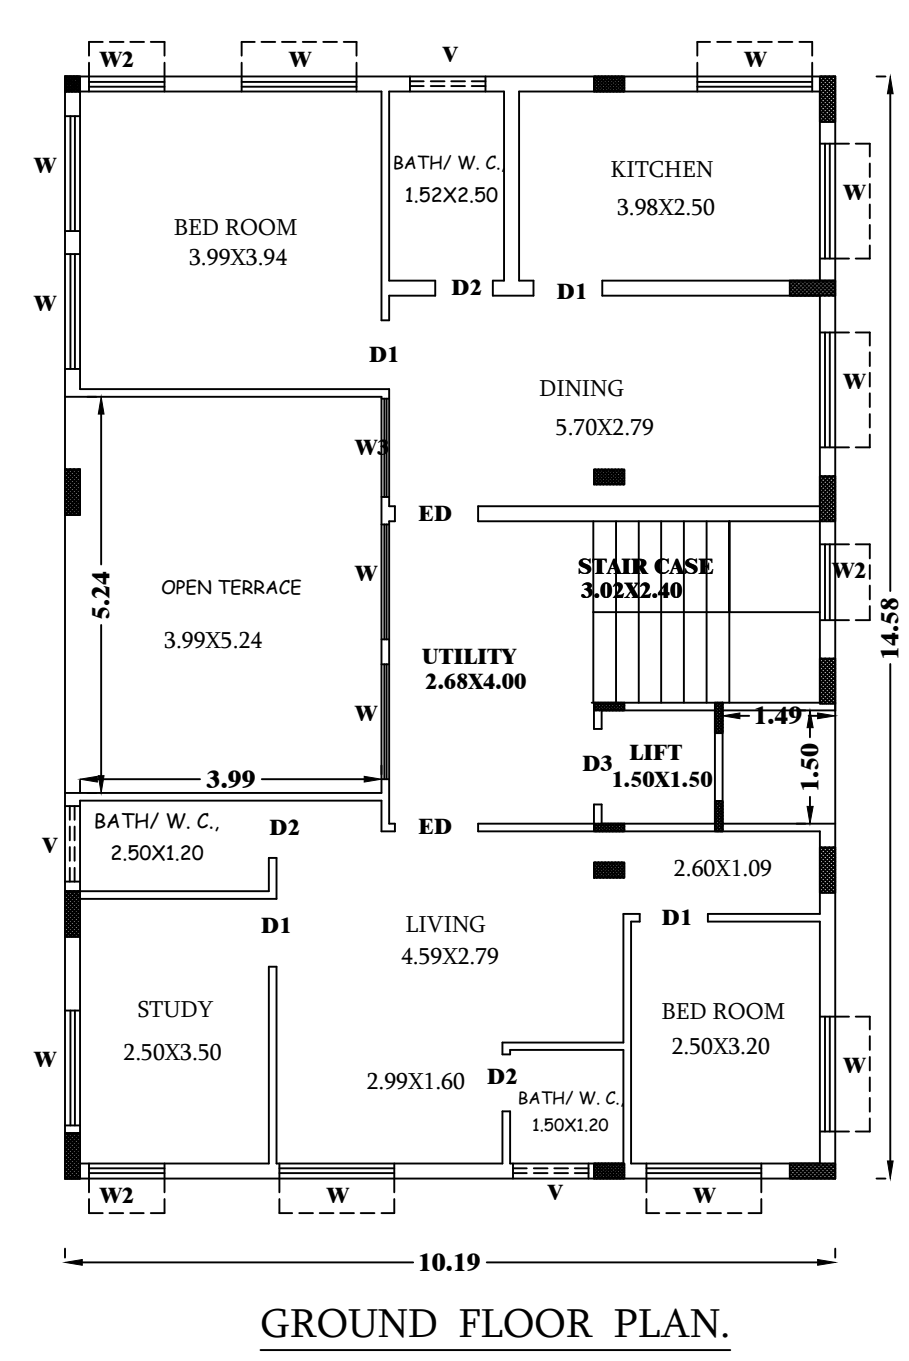 W2
W
V
W
W
BATH/ W. C.,
1.52X2.50
KITCHEN
3.98X2.50
W
BED ROOM
3.99X3.94
W
D2
D1
D1
DINING
5.70X2.79
W
W3
ED
STAIR CASE
3.02X2.40
W2
W
5.24
OPEN TERRACE
3.99X5.24
14.58
UTILITY
2.68X4.00
W
1.49
D3
LIFT
1.50X1.50
1.50
3.99
BATH/ W. C.,
2.50X1.20
D2
ED
V
2.60X1.09
D1
LIVING
4.59X2.79
D1
STUDY
2.50X3.50
BED ROOM
2.50X3.20
W
W
2.99X1.60
D2
BATH/ W. C.,
1.50X1.20
W2
W
V
W
10.19
GROUND FLOOR PLAN.